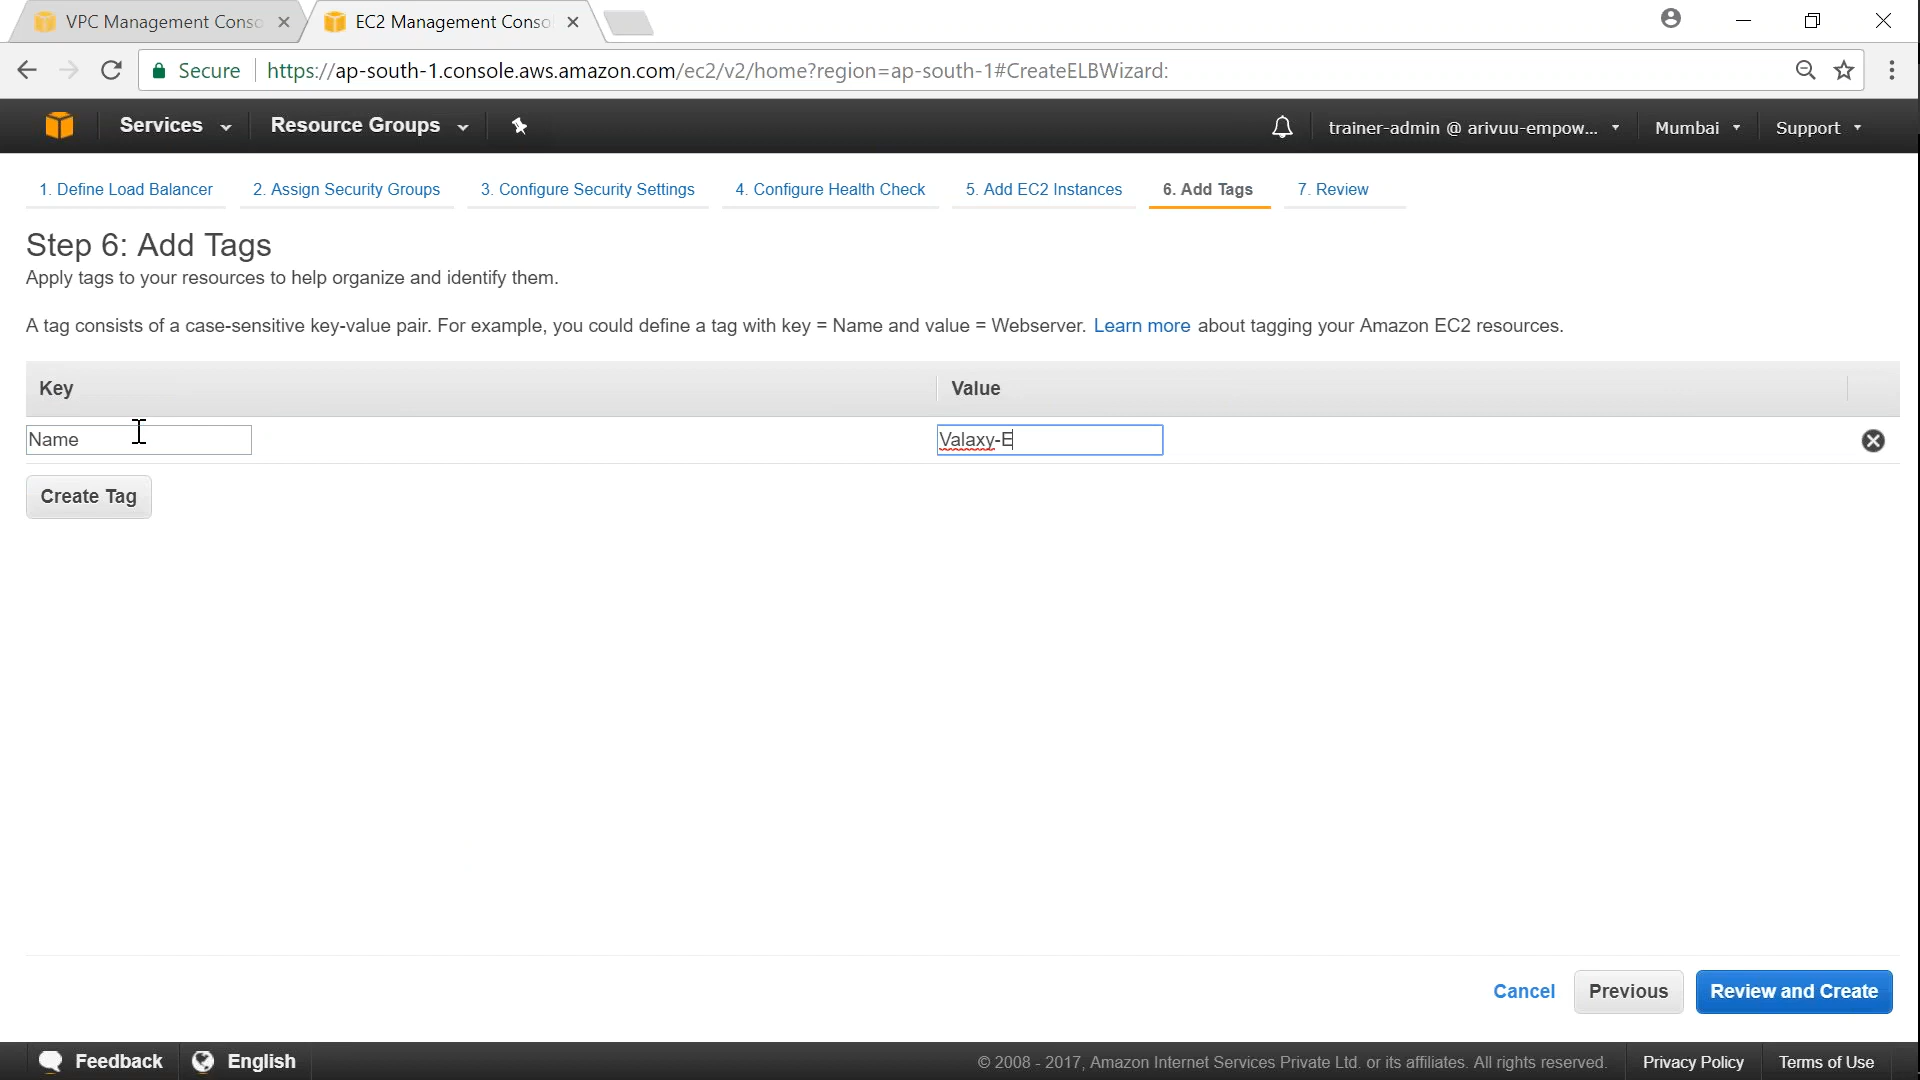 VPC Management Conso
EC2 Management Conso
Secure https://ap-south-1.console.aws.amazon.com/ec2/v2/home?region=ap-south-1#CreateELBWizard:
Services Resource Groups trainer-admin @ arivuu-empow... Mumbai Support
1. Define Load Balancer 2. Assign Security Groups 3. Configure Security Settings 4. Configure Health Check 5. Add EC2 Instances 6. Add Tags 7. Review
Step 6: Add Tags
Apply tags to your resources to help organize and identify them.
A tag consists of a case-sensitive key-value pair. For example, you could define a tag with key = Name and value = Webserver. Learn more about tagging your Amazon EC2 resources.
Key Value
Name Valaxy-E
Create Tag
Cancel Previous Review and Create
Feedback English © 2008 - 2017, Amazon Internet Services Private Ltd. or its affiliates. All rights reserved. Privacy Policy Terms of Use